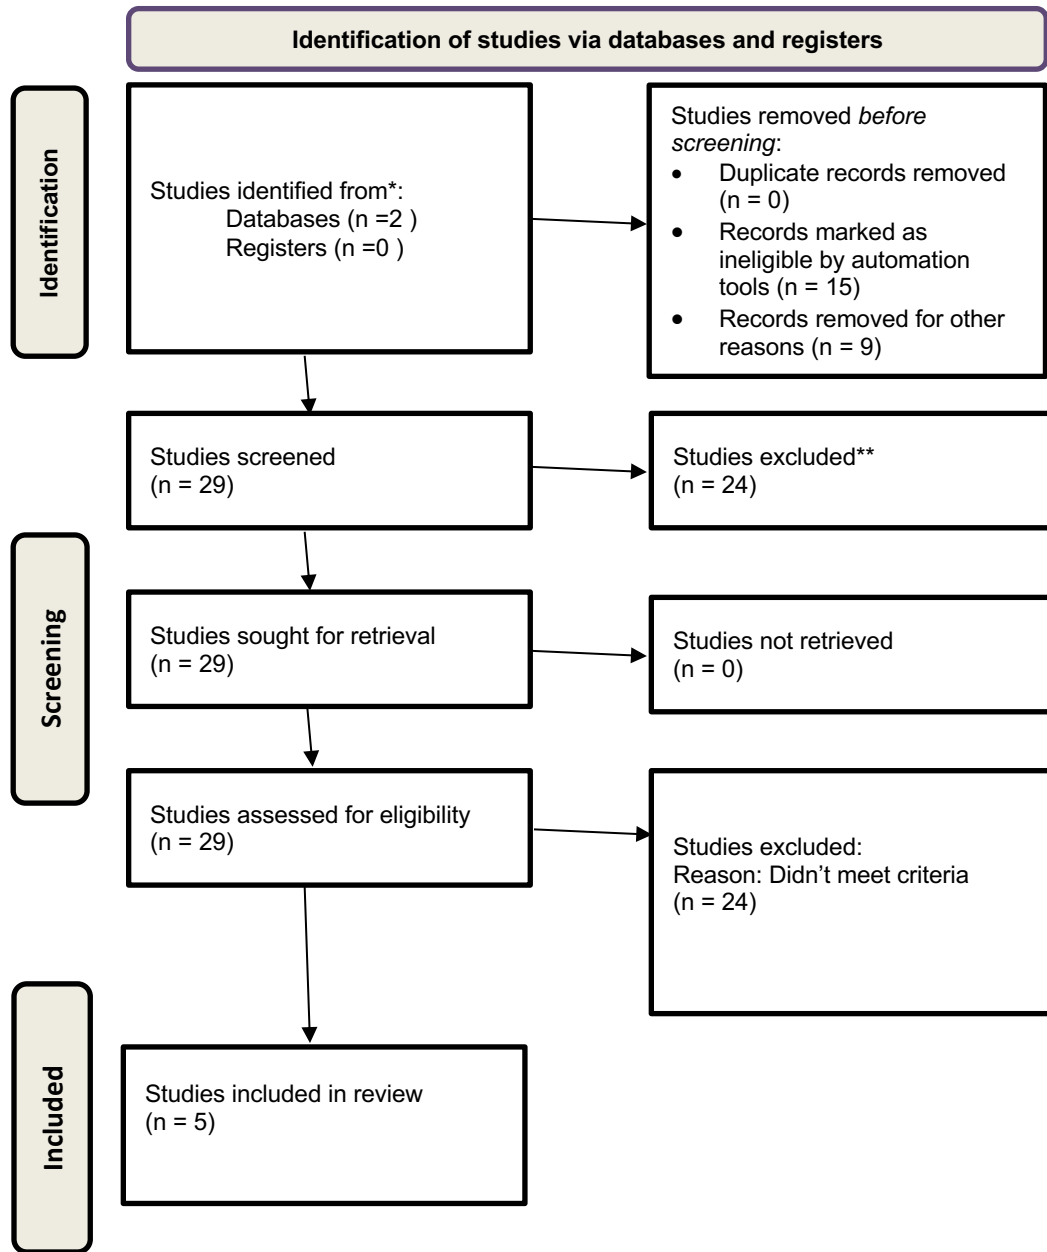 Identification of studies via databases and registers
Identification
Studies identified from*:
Databases (n =2 )
Registers (n =0 )
Studies removed before
screening:
• Duplicate records removed
(n = 0)
• Records marked as
ineligible by automation
tools (n = 15)
• Records removed for other
reasons (n = 9)
Studies screened
(n = 29)
Studies excluded**
(n = 24)
Screening
Studies sought for retrieval
(n = 29)
Studies not retrieved
(n = 0)
Studies assessed for eligibility
(n = 29)
Studies excluded:
Reason: Didn’t meet criteria
(n = 24)
Included
Studies included in review
(n = 5)